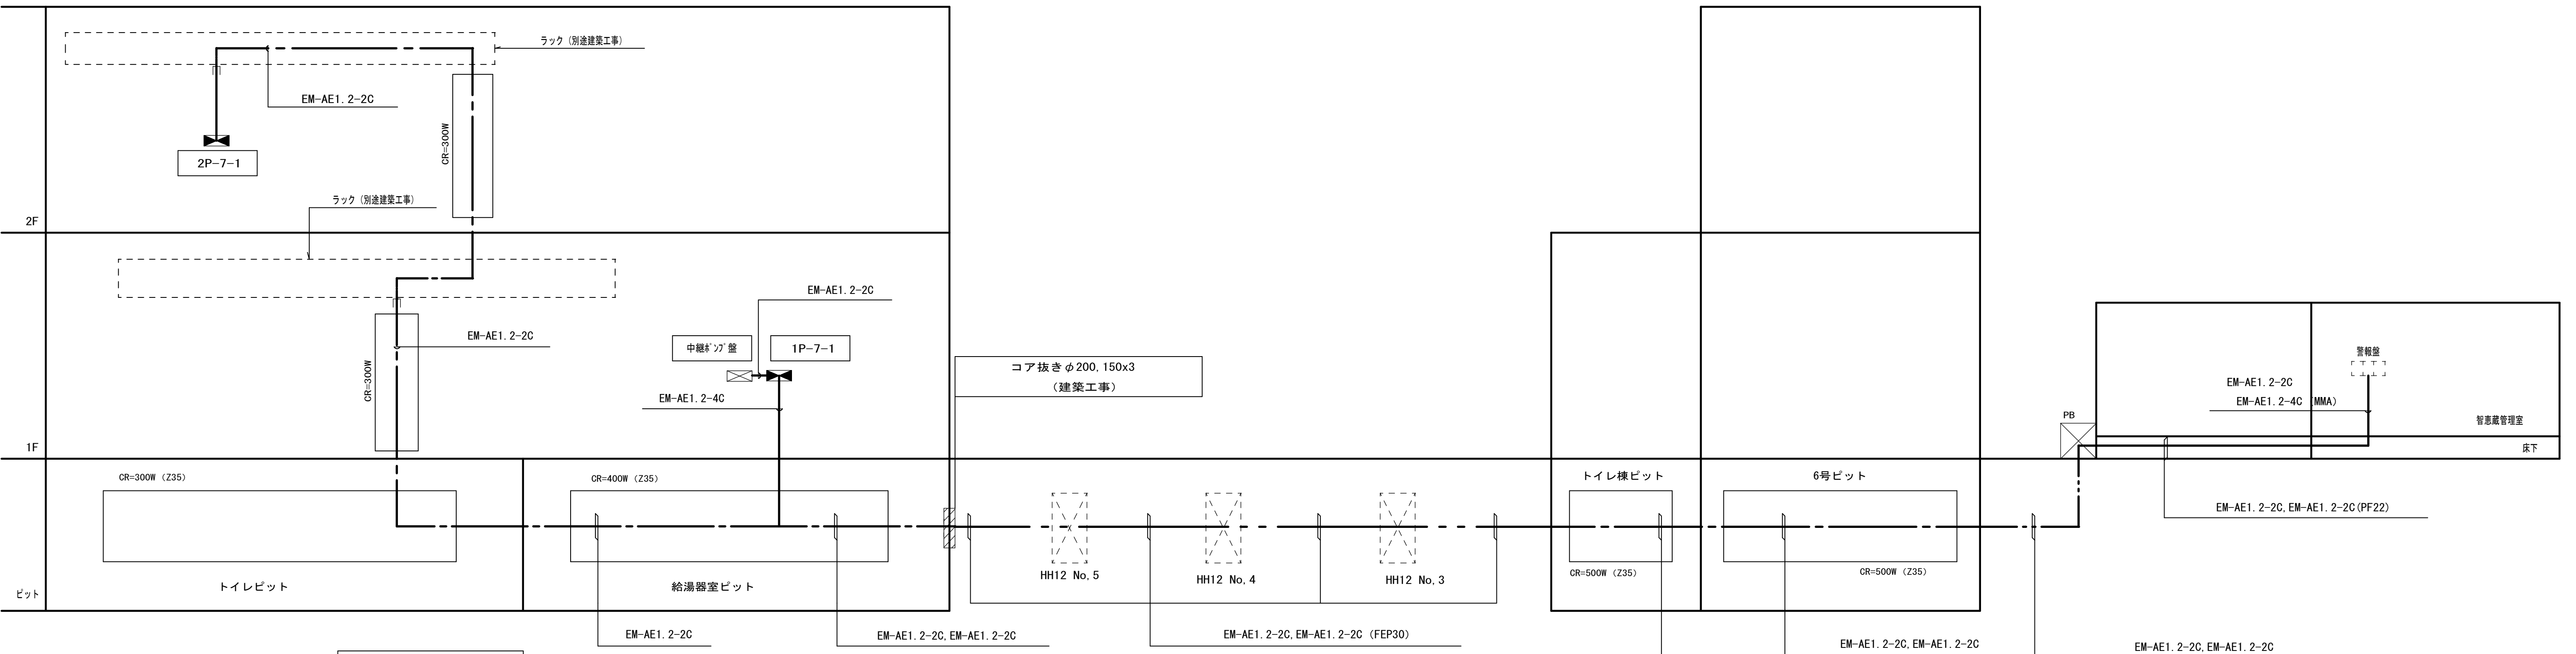 ラック（別途建築工事）
EM-AE1.2-2C
CR=300W
2P-7-1
ラック（別途建築工事）
2F
EM-AE1.2-2C
EM-AE1.2-2C
中継ﾎﾟﾝﾌﾟ盤
1P-7-1
コア抜きφ200,150x3
（建築工事）
警報盤
CR=300W
EM-AE1.2-2C
EM-AE1.2-4C
EM-AE1.2-4C (MMA)
PB
智恵蔵管理室
1F
床下
CR=300W（Z35）
CR=400W（Z35）
トイレ棟ピット
6号ピット
EM-AE1.2-2C,EM-AE1.2-2C(PF22)
HH12 No,5
HH12 No,4
HH12 No,3
CR=500W（Z35）
CR=500W（Z35）
ピット
トイレピット
給湯器室ピット
EM-AE1.2-2C
EM-AE1.2-2C,EM-AE1.2-2C
EM-AE1.2-2C,EM-AE1.2-2C（FEP30）
EM-AE1.2-2C,EM-AE1.2-2C
EM-AE1.2-2C,EM-AE1.2-2C